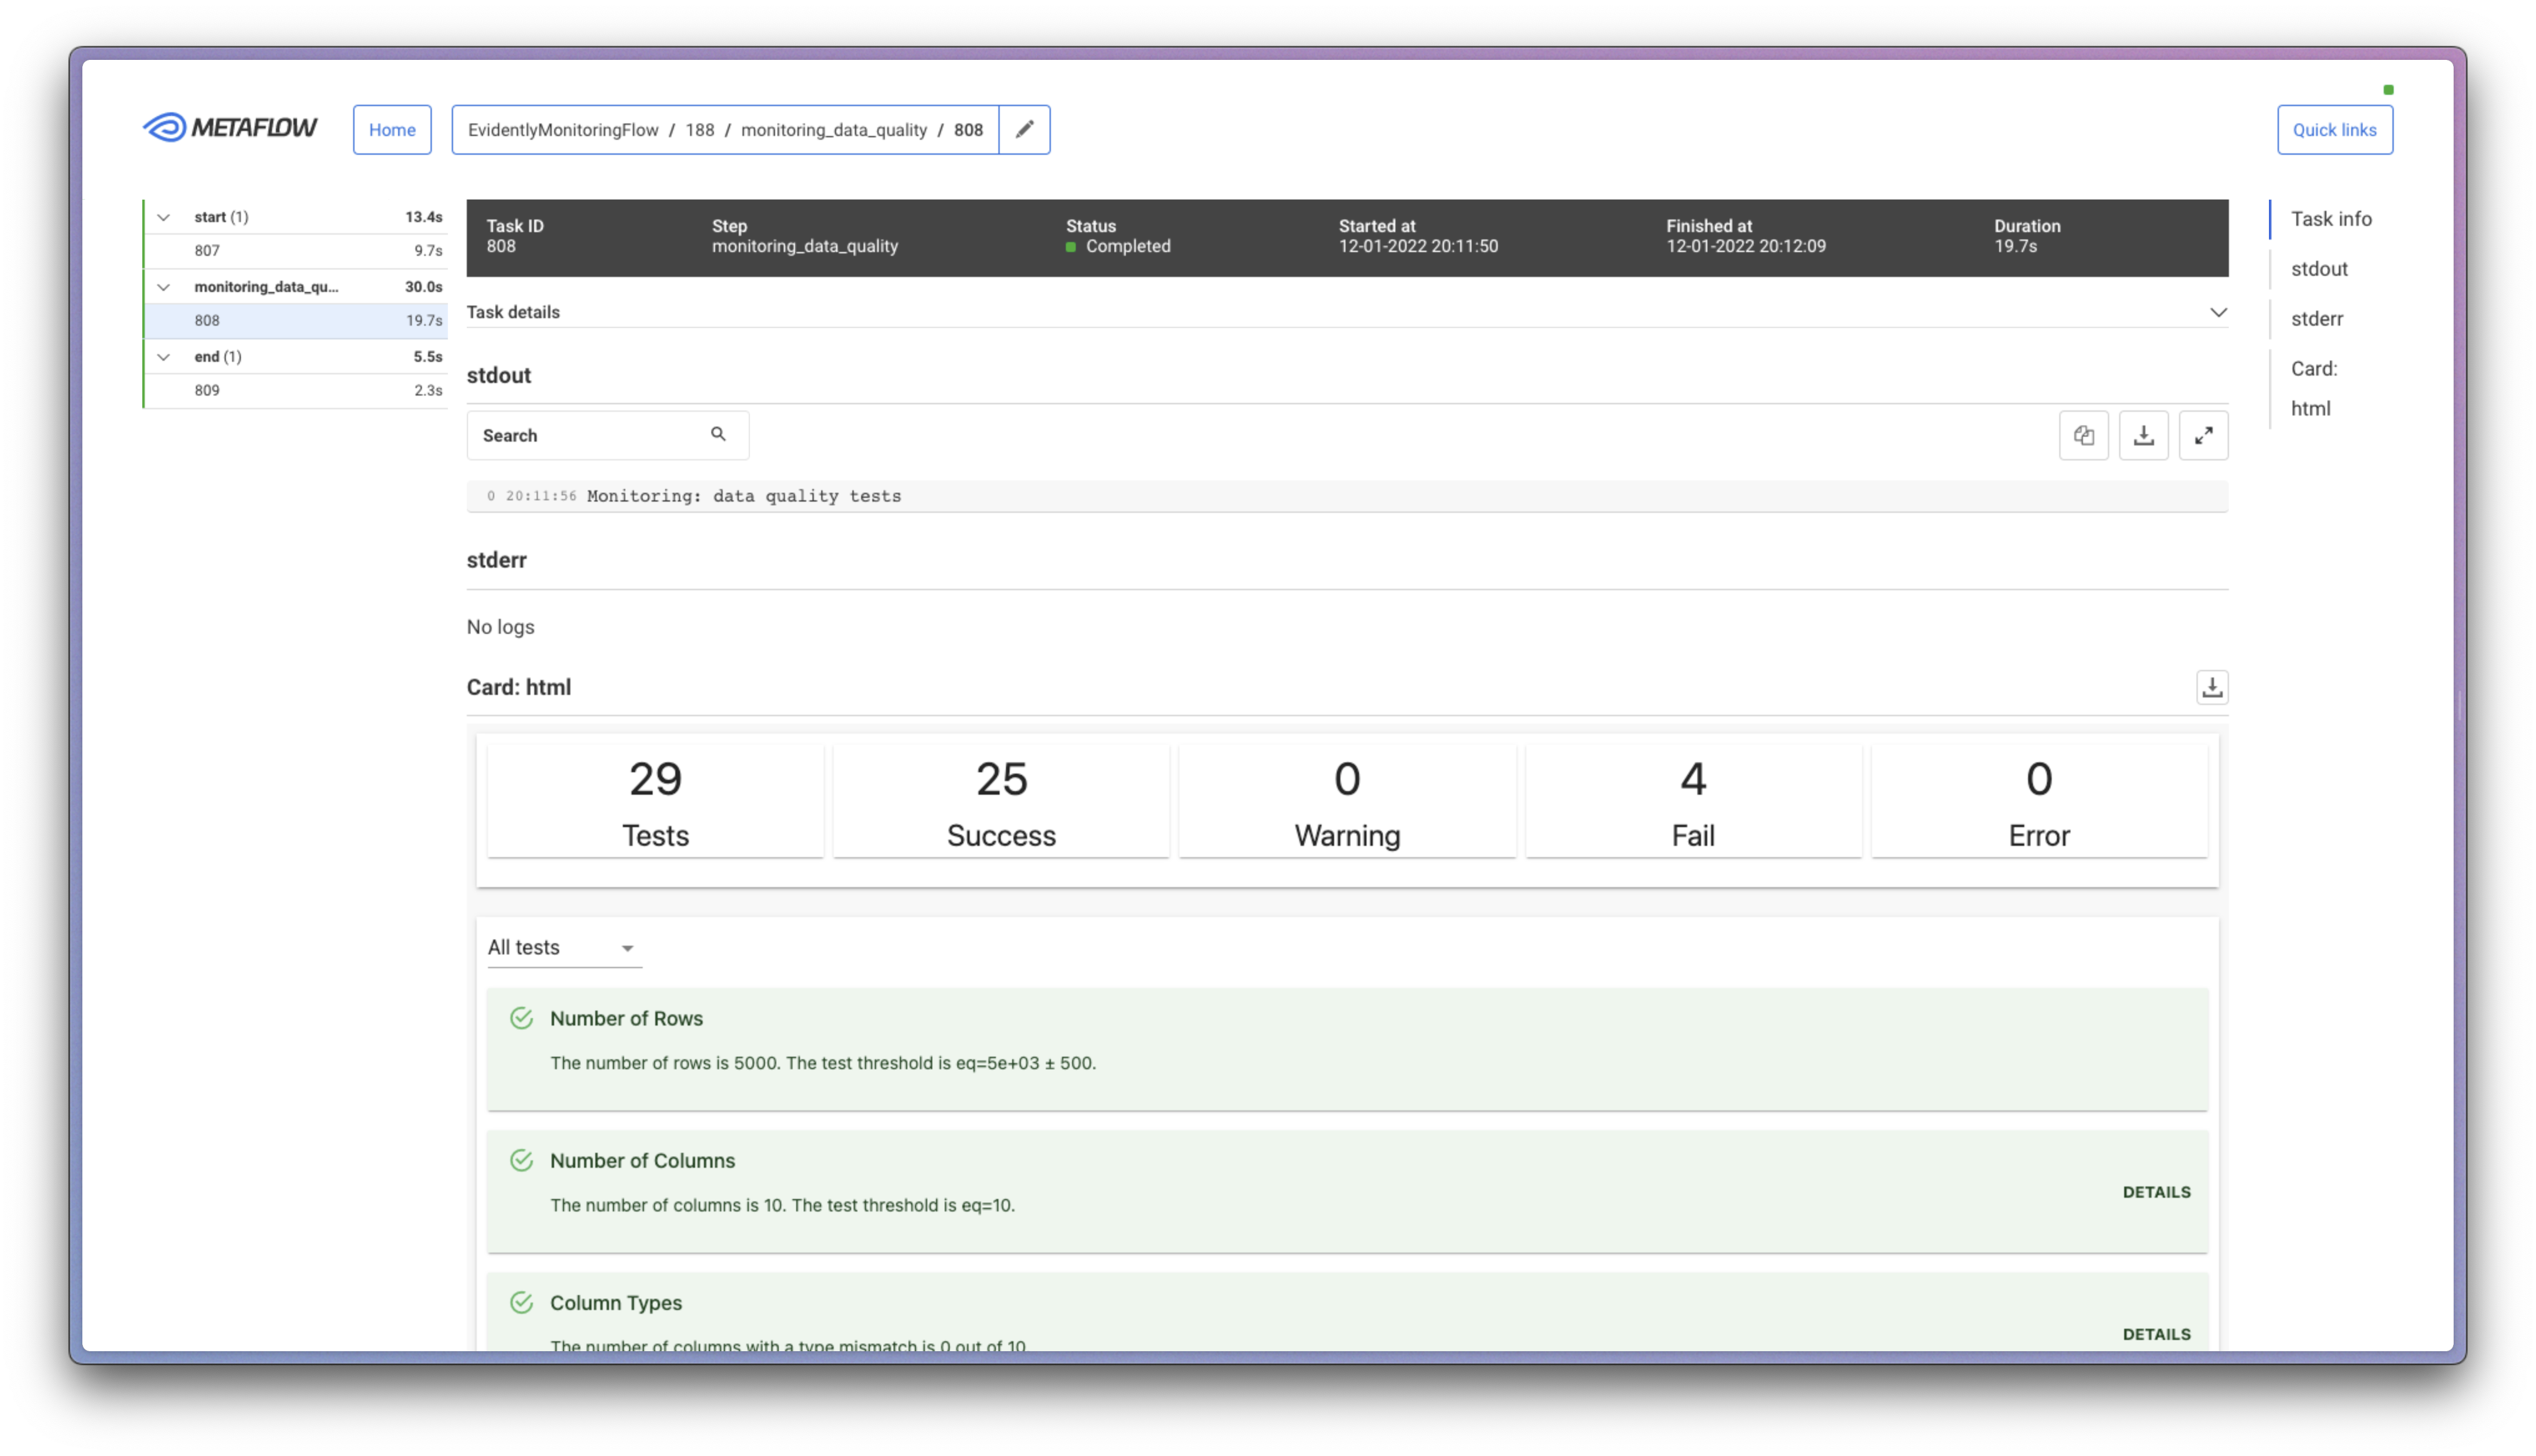 METAFLOW
Home
EvidentlyMonitoringFlow / 188 / monitoring_data_quality / 808
Quick links
start (1) 13.4s
807 9.7s
monitoring_data_qu... 30.0s
808 19.7s
end (1) 5.5s
809 2.3s
Task ID Step Status Started at Finished at Duration
808 monitoring_data_quality Completed 12-01-2022 20:11:50 12-01-2022 20:12:09 19.7s
Task details
stdout
Search
0 20:11:56 Monitoring: data quality tests
stderr
No logs
Card: html
29 25 0 4 0
Tests Success Warning Fail Error
All tests
Number of Rows
The number of rows is 5000. The test threshold is eq=5e+03 ± 500.
Number of Columns
The number of columns is 10. The test threshold is eq=10.
DETAILS
Column Types
The number of columns with a type mismatch is 0 out of 10
DETAILS
Task info
stdout
stderr
Card:
html